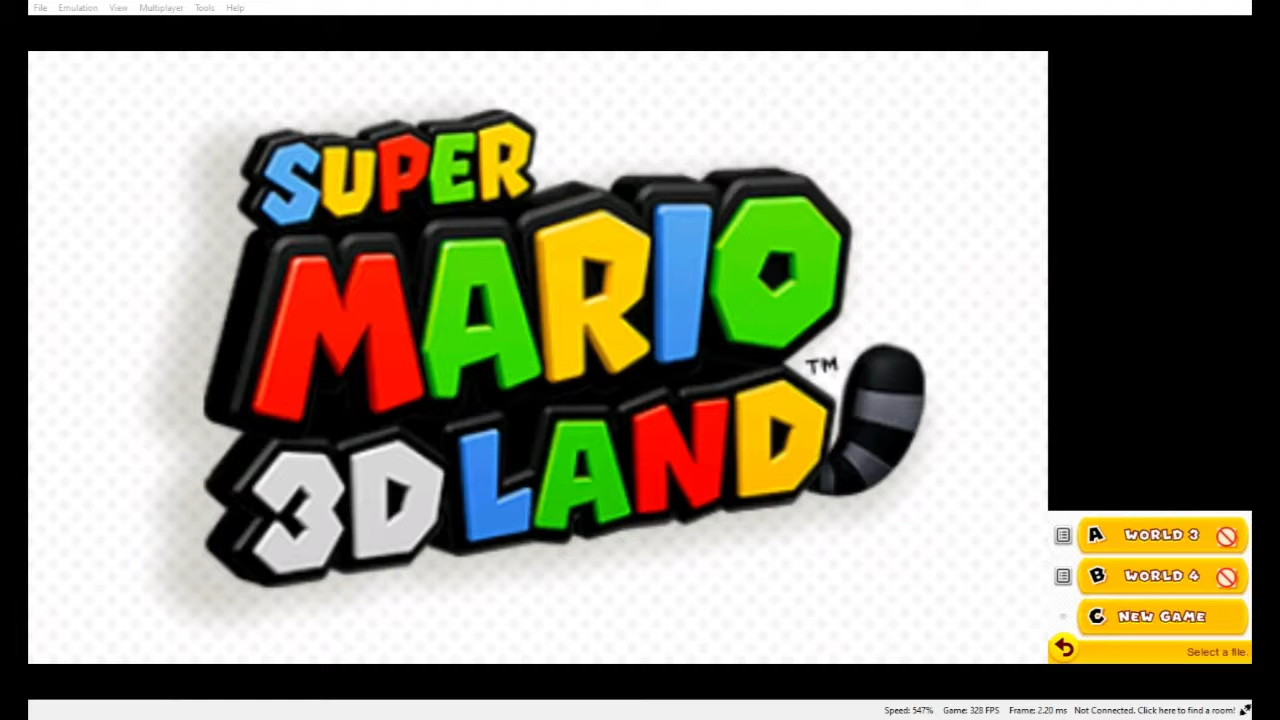 File Emulation View Multiplayer Tools Help
SUPER
MARIO
TM
3D LAND
A WORLD 3
B WORLD 4
C NEW GAME
Select a file.
Speed: 547% Game: 328 FPS Frame: 2.20 ms Not Connected. Click here to find a room!